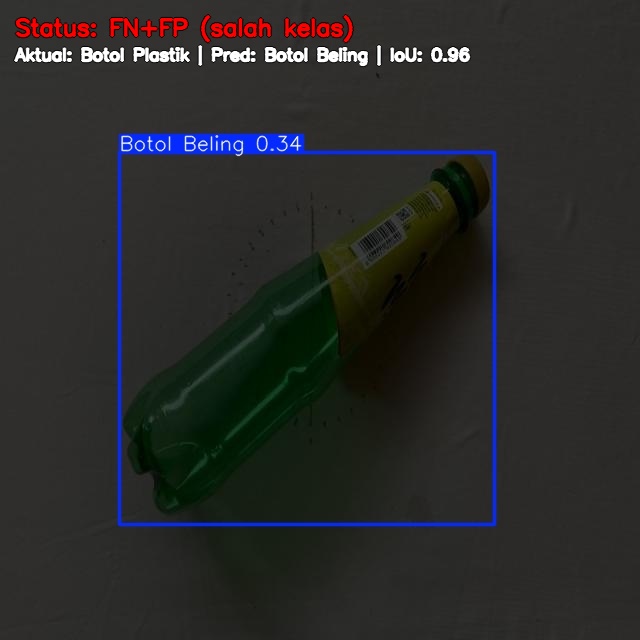 Status: FN+FP (salah kelas)
Aktual: Botol Plastik | Pred: Botol Beling | IoU: 0.96
Botol Beling 0.34